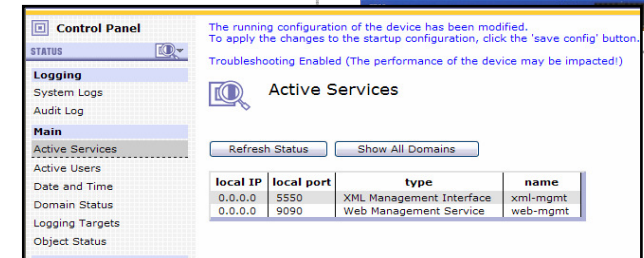 Control Panel
STATUS
Logging
System Logs
Audit Log
Main
Active Services
Active Users
Date and Time
Domain Status
Logging Targets
Object Status
The running configuration of the device has been modified.
To apply the changes to the startup configuration, click the 'save config' button.
Troubleshooting Enabled (The performance of the device may be impacted!)
Active Services
Refresh Status Show All Domains
local IP local port type name
0.0.0.0 5550 XML Management Interface xml-mgmt
0.0.0.0 9090 Web Management Service web-mgmt